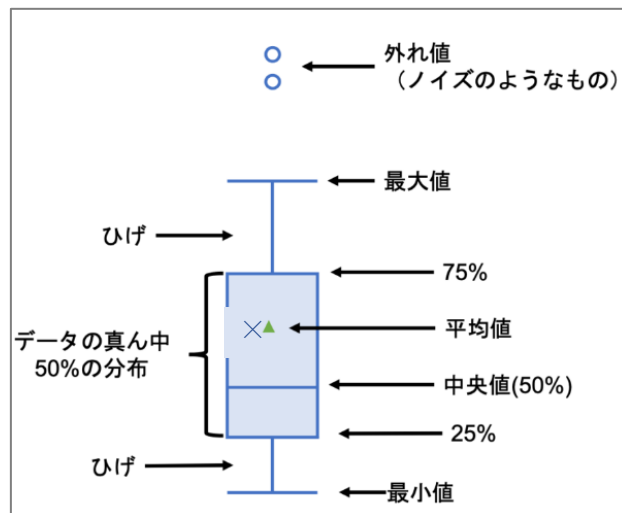 外れ値
（ノイズのようなもの）
最大値
ひげ
75%
平均値
データの真ん中
50%の分布
中央値(50%)
25%
ひげ
最小値